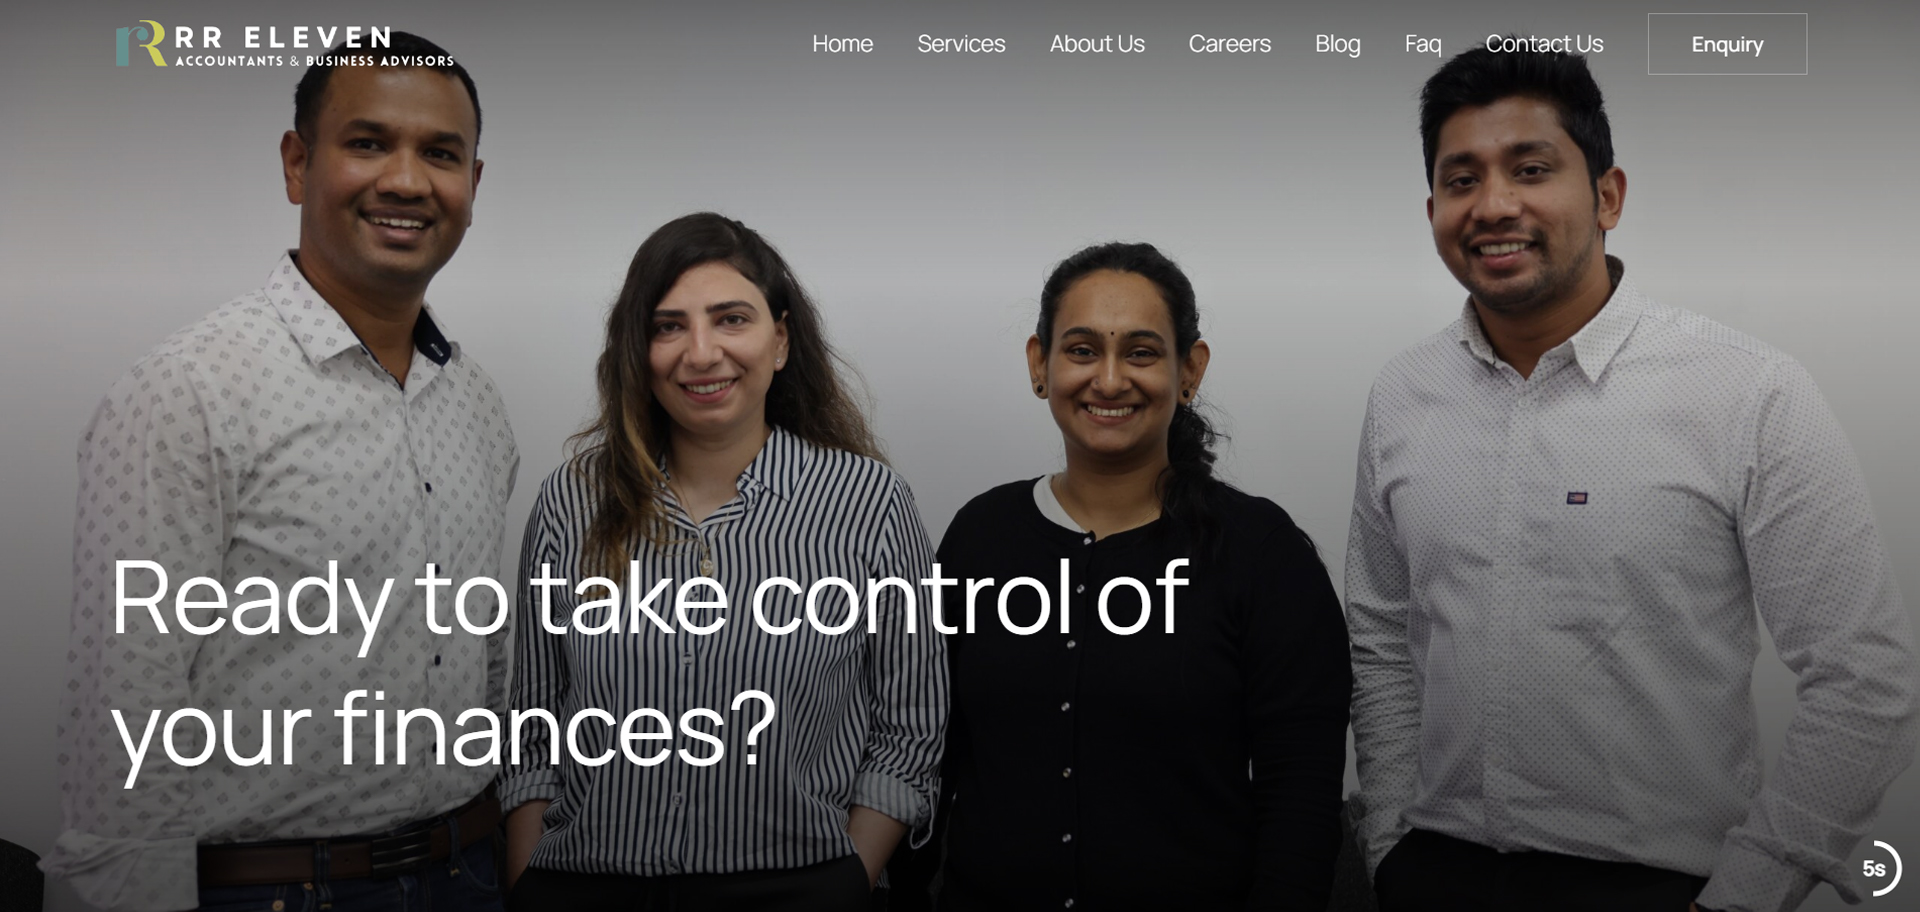 RR ELEVEN
ACCOUNTANTS & BUSINESS ADVISORS
Home Services About Us Careers Blog Faq Contact Us Enquiry
Ready to take control of
your finances?
5s